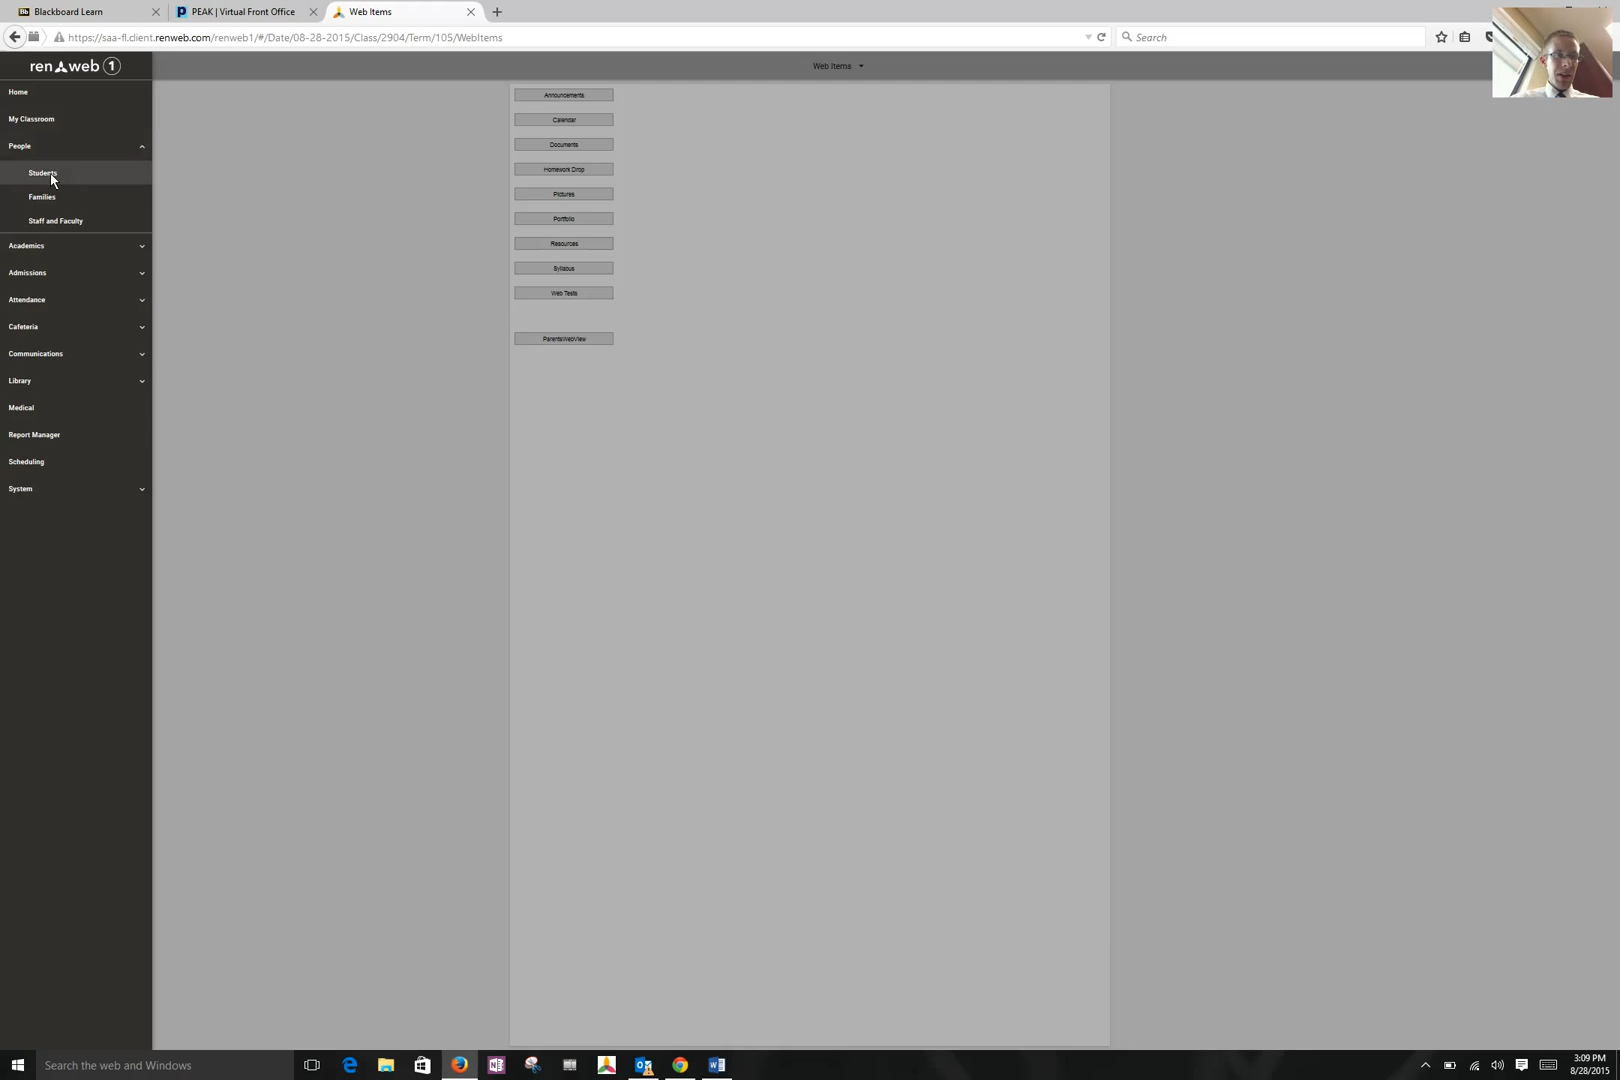 Blackboard Learn
PEAK | Virtual Front Office
Web Items
https://saa-fl.client.renweb.com/renweb1/#/Date/08-28-2015/Class/2904/Term/105/WebItems
Search
ren web 1
Web Items
Home
My Classroom
People
Students
Families
Staff and Faculty
Academics
Admissions
Attendance
Cafeteria
Communications
Library
Medical
Report Manager
Scheduling
System
Announcements
Calendar
Documents
Homework Drop
Pictures
Portfolio
Resources
Syllabus
Web Tests
ParentsWebView
Search the web and Windows
3:09 PM
8/28/2015